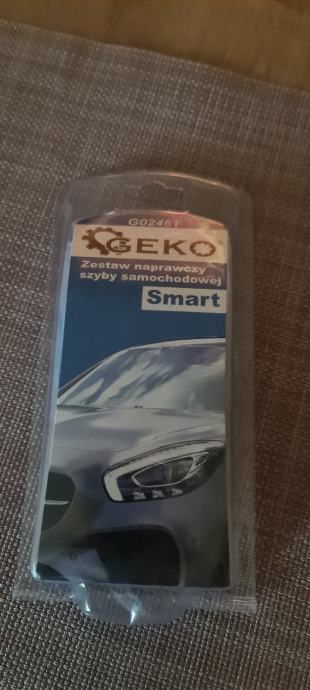 G02461
GEKO
Zestaw naprawczy
szyby samochodowej
Smart